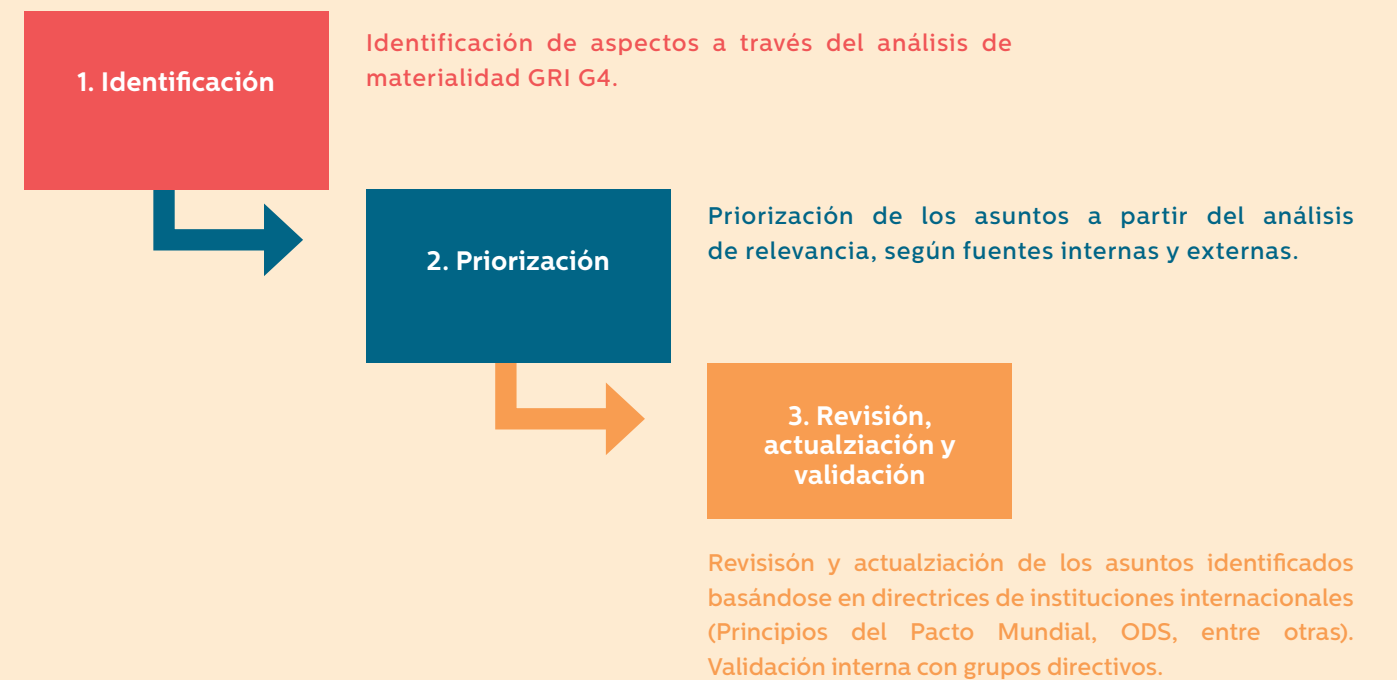 1. Identificación
Identificación de aspectos a través del análisis de
materialidad GRI G4.
2. Priorización
Priorización de los asuntos a partir del análisis
de relevancia, según fuentes internas y externas.
3. Revisión,
actualziación y
validación
Revisisón y actualziación de los asuntos identificados
basándose en directrices de instituciones internacionales
(Principios del Pacto Mundial, ODS, entre otras).
Validación interna con grupos directivos.